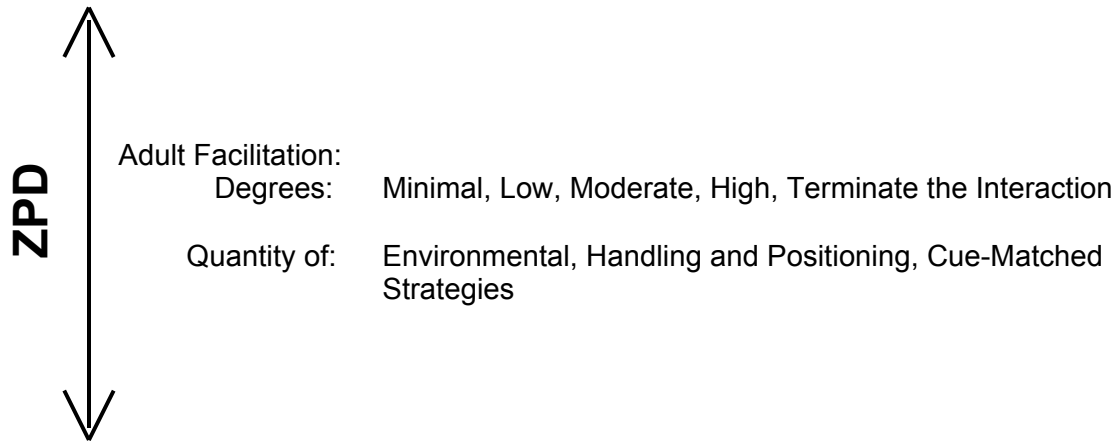 ZPD
Adult Facilitation:
Degrees: Minimal, Low, Moderate, High, Terminate the Interaction
Quantity of: Environmental, Handling and Positioning, Cue-Matched
Strategies